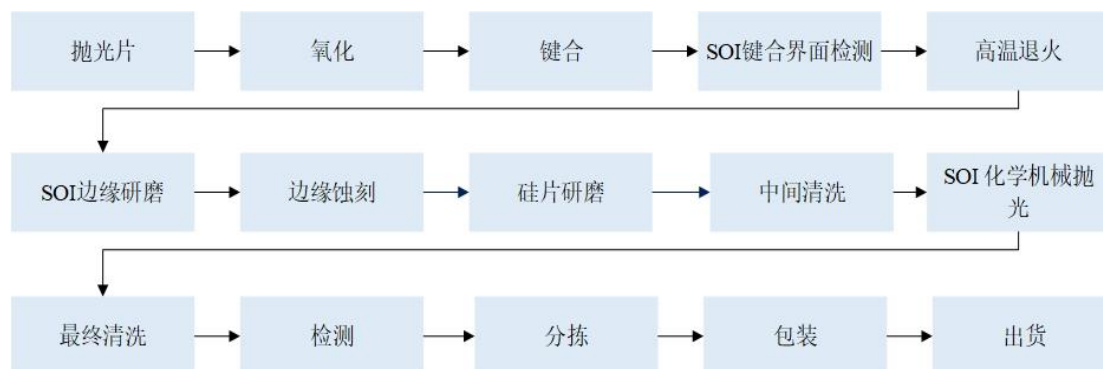 抛光片
氧化
键合
SOI键合界面检测
高温退火
SOI边缘研磨
边缘蚀刻
硅片研磨
中间清洗
SOI 化学机械抛
光
最终清洗
检测
分拣
包装
出货